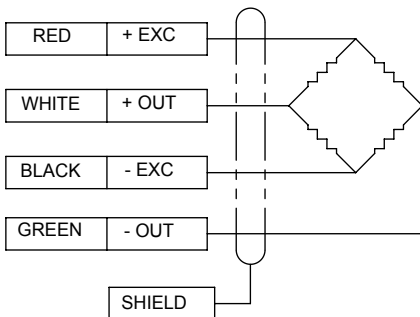 RED + EXC
WHITE + OUT
BLACK - EXC
GREEN - OUT
SHIELD